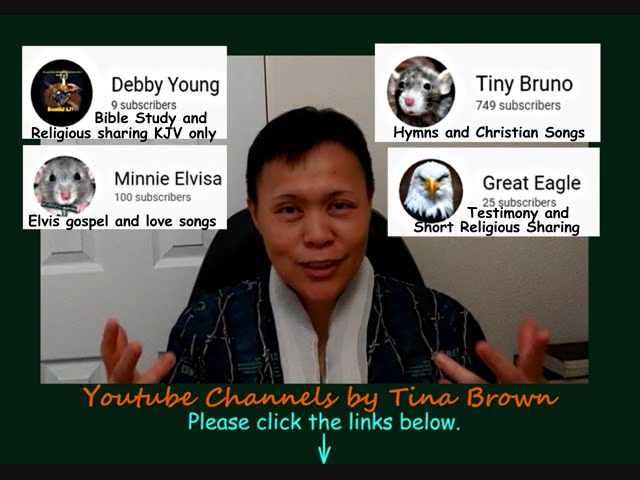 Debby Young
9 subscribers
Bible Study and
Religious sharing KJV only
Minnie Elvisa
100 subscribers
Elvis gospel and love songs
Tiny Bruno
749 subscribers
Hymns and Christian Songs
Great Eagle
25 subscribers
Testimony and
Short Religious Sharing
Youtube Channels by Tina Brown
Please click the links below.